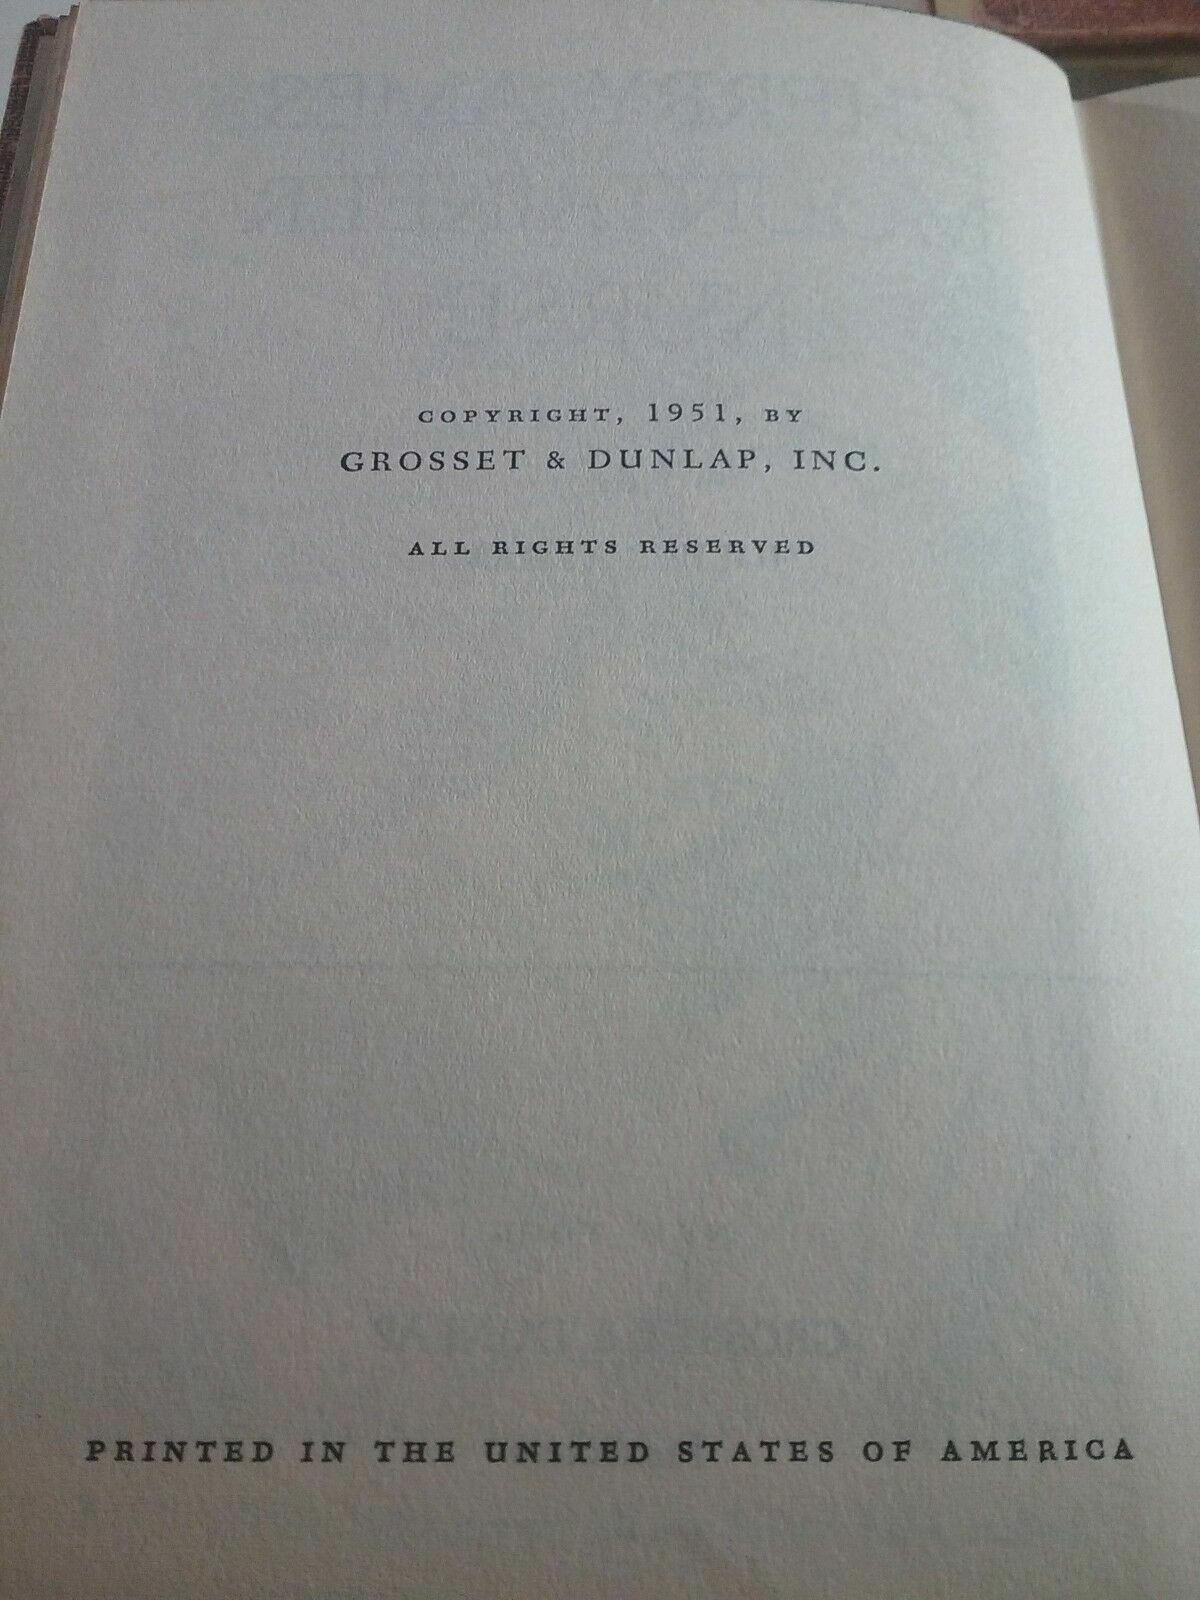 COPYRIGHT, 1951, BY
GROSSET & DUNLAP, INC.
ALL RIGHTS RESERVED
PRINTED IN THE UNITED STATES OF AMERICA